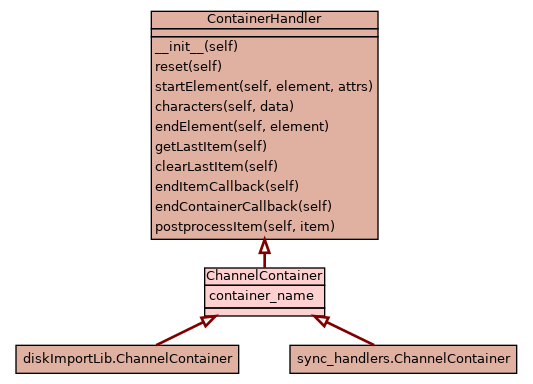 ContainerHandler
__init__(self)
reset(self)
startElement(self, element, attrs)
characters(self, data)
endElement(self, element)
getLastItem(self)
clearLastItem(self)
endItemCallback(self)
endContainerCallback(self)
postprocessItem(self, item)
ChannelContainer
container_name
diskImportLib.ChannelContainer
sync_handlers.ChannelContainer